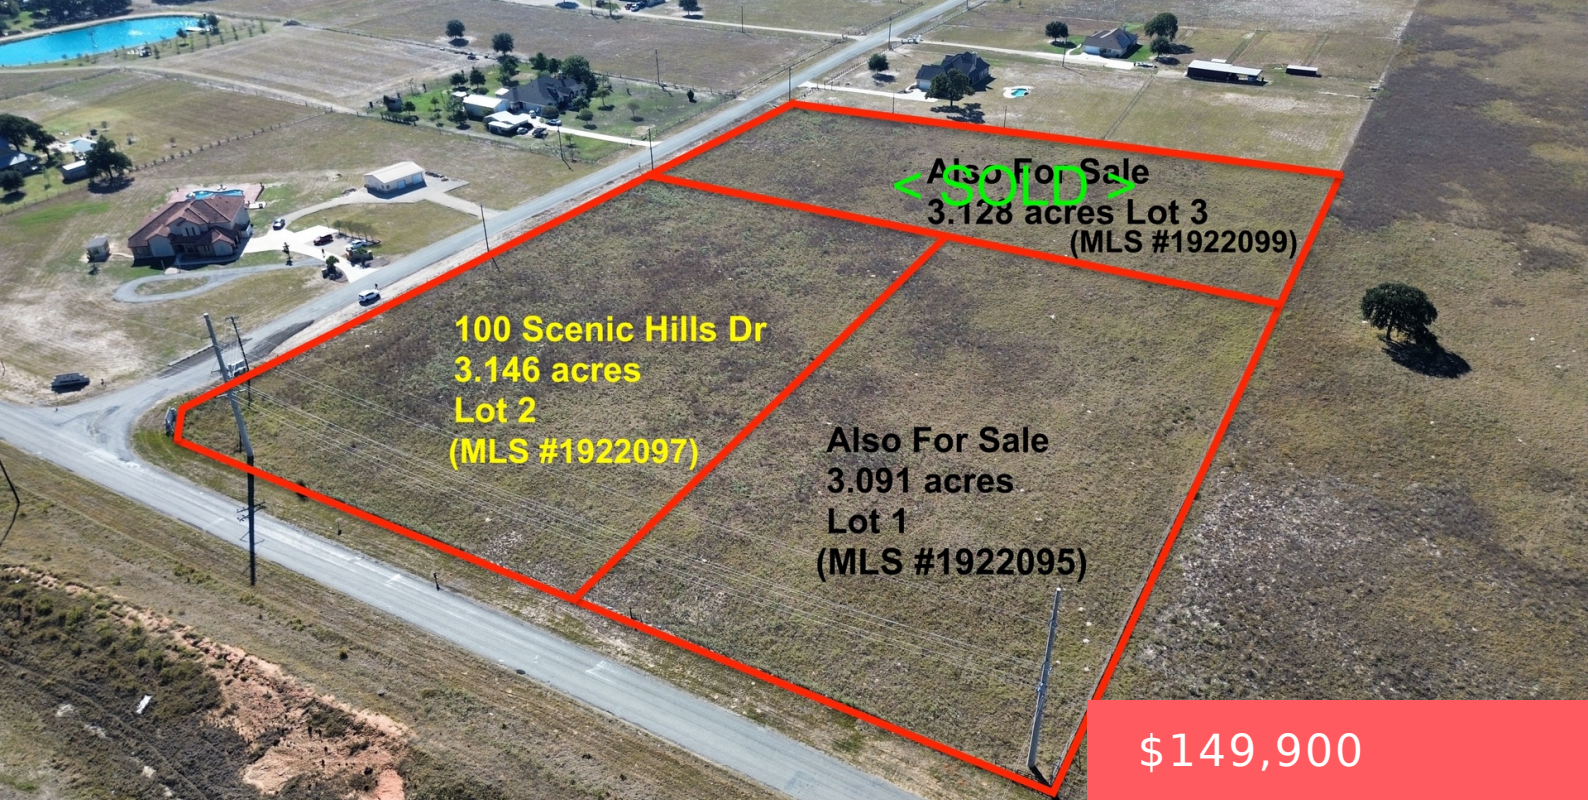 Also For Sale
< SOLD >
3.128 acres Lot 3
(MLS #1922099)
100 Scenic Hills Dr
3.146 acres
Lot 2
(MLS #1922097)
Also For Sale
3.091 acres
Lot 1
(MLS #1922095)
$149,900